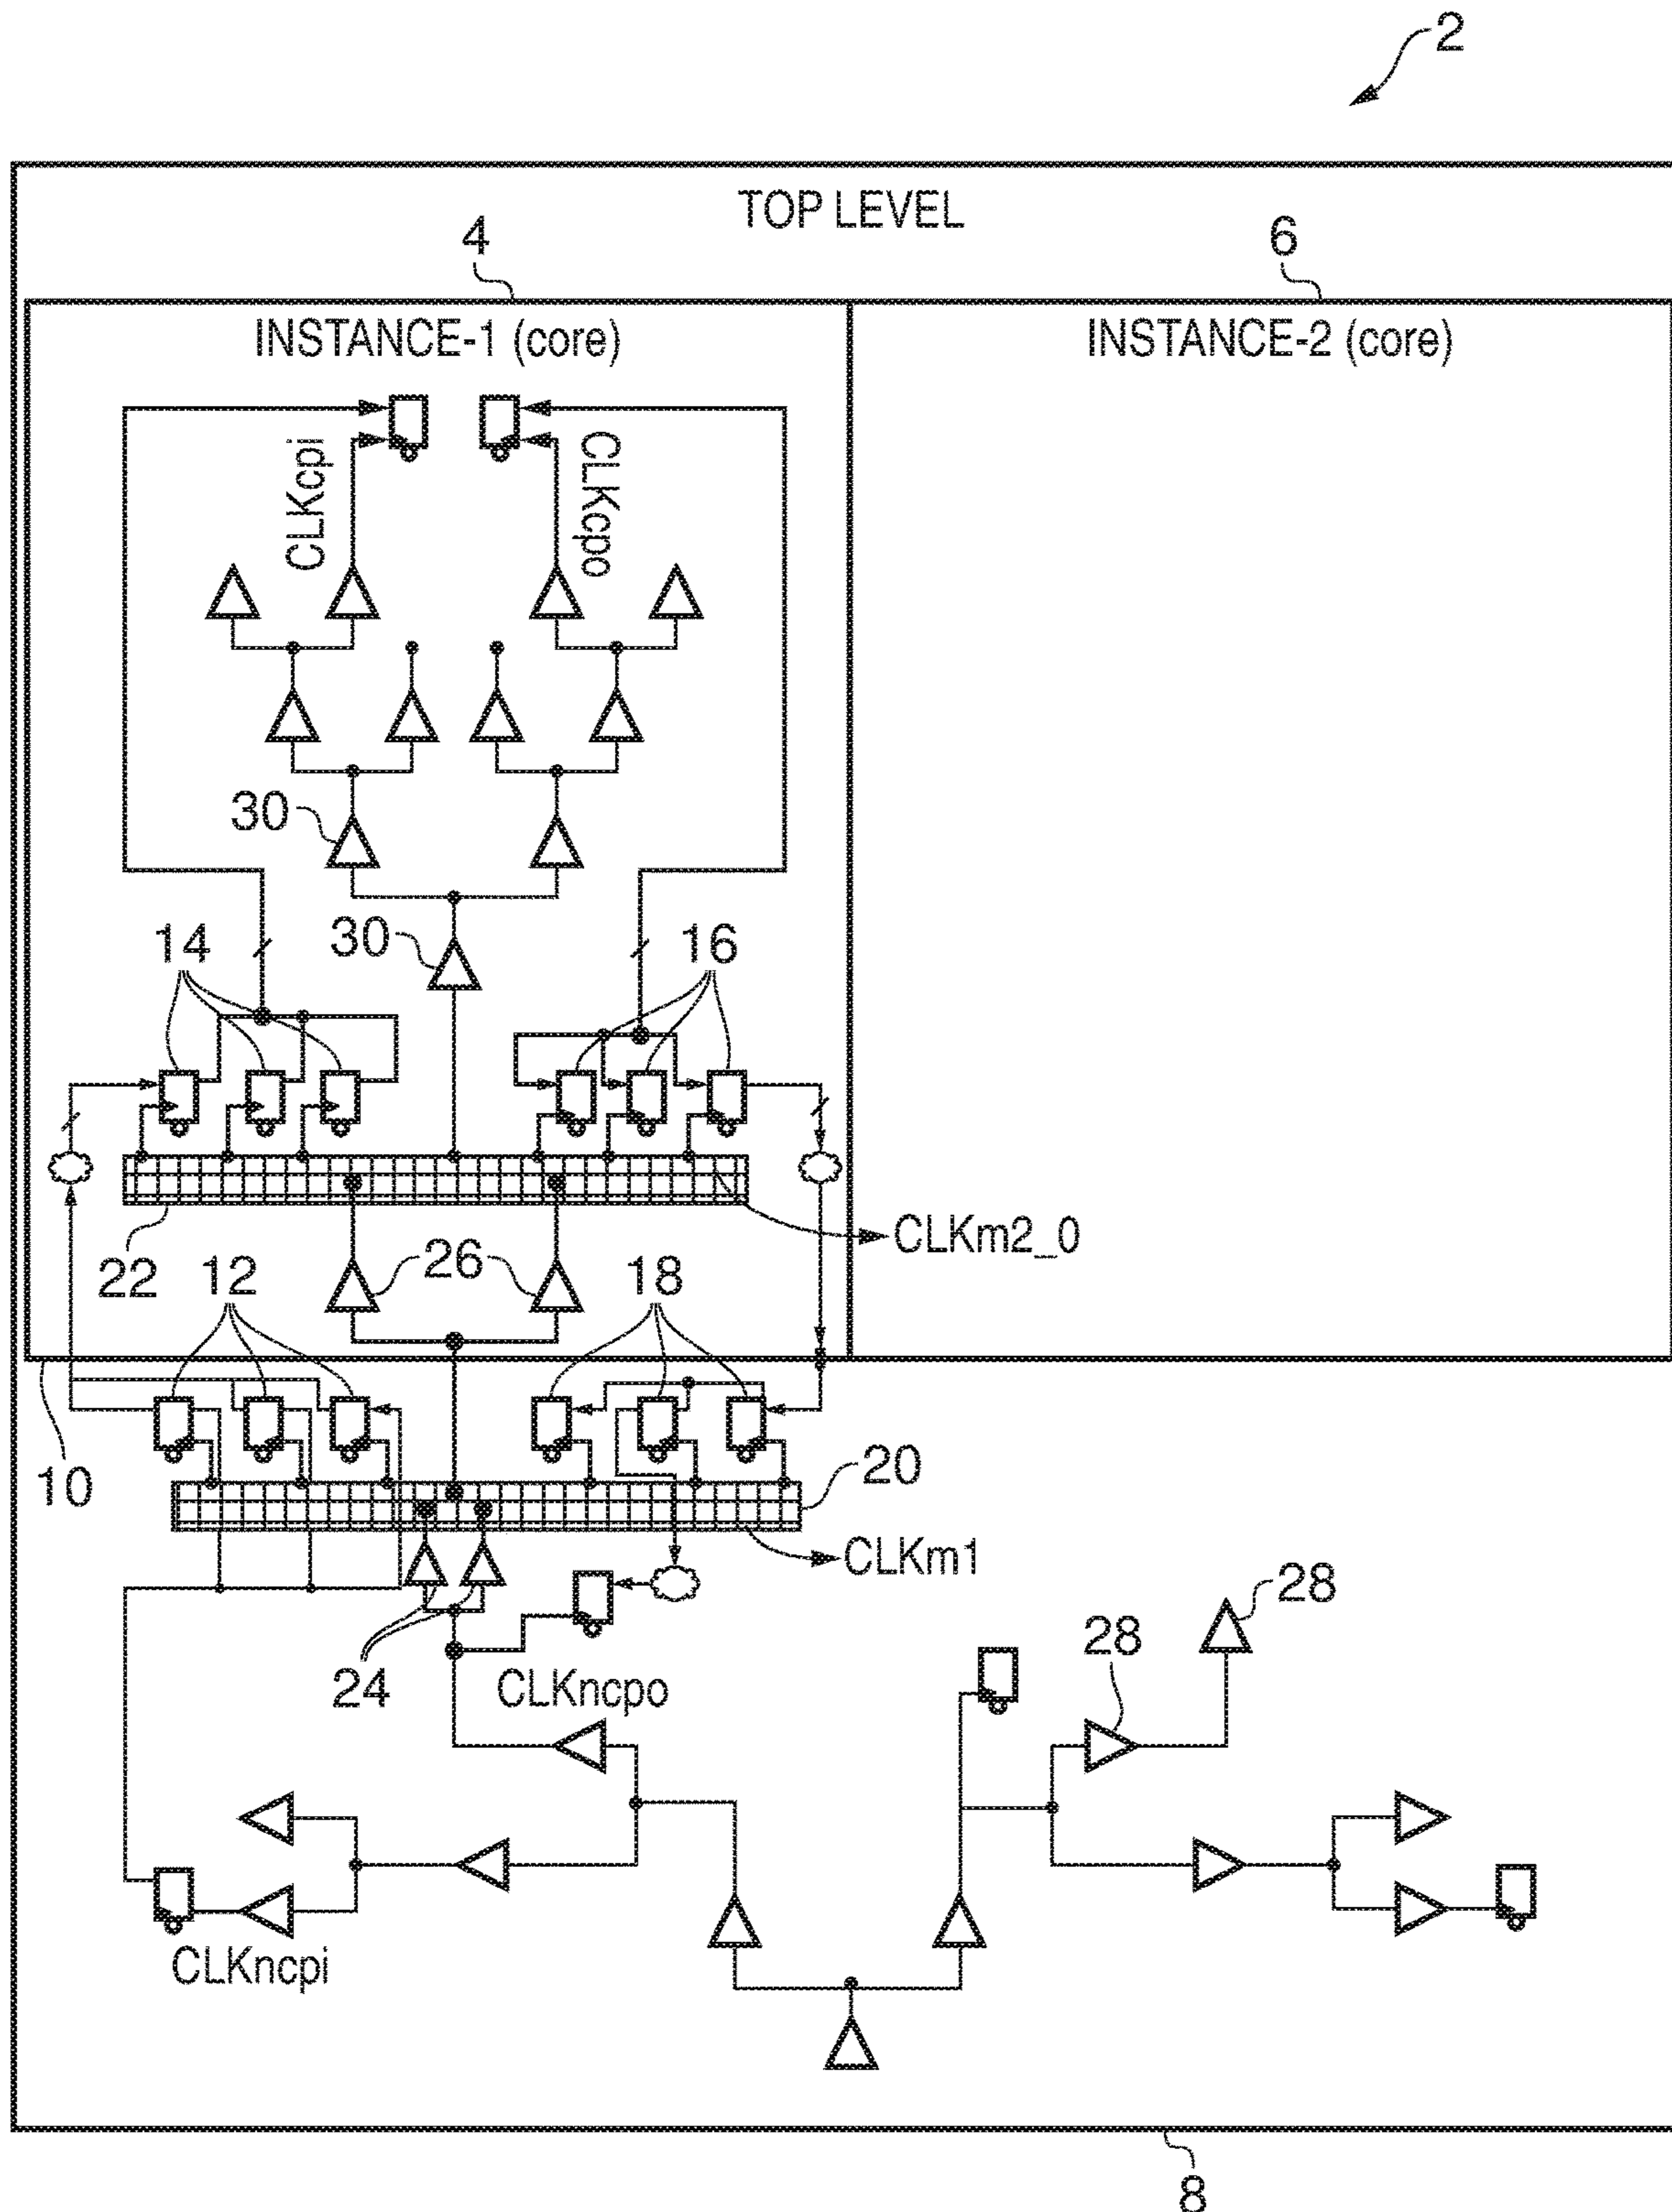 2
TOP LEVEL
4
6
INSTANCE-1 (core)
INSTANCE-2 (core)
CLKcpi
CLKcpo
30
14
30
16
CLKm2_0
22
12
26
18
10
20
CLKm1
28
28
24
CLKncpo
CLKncpi
8